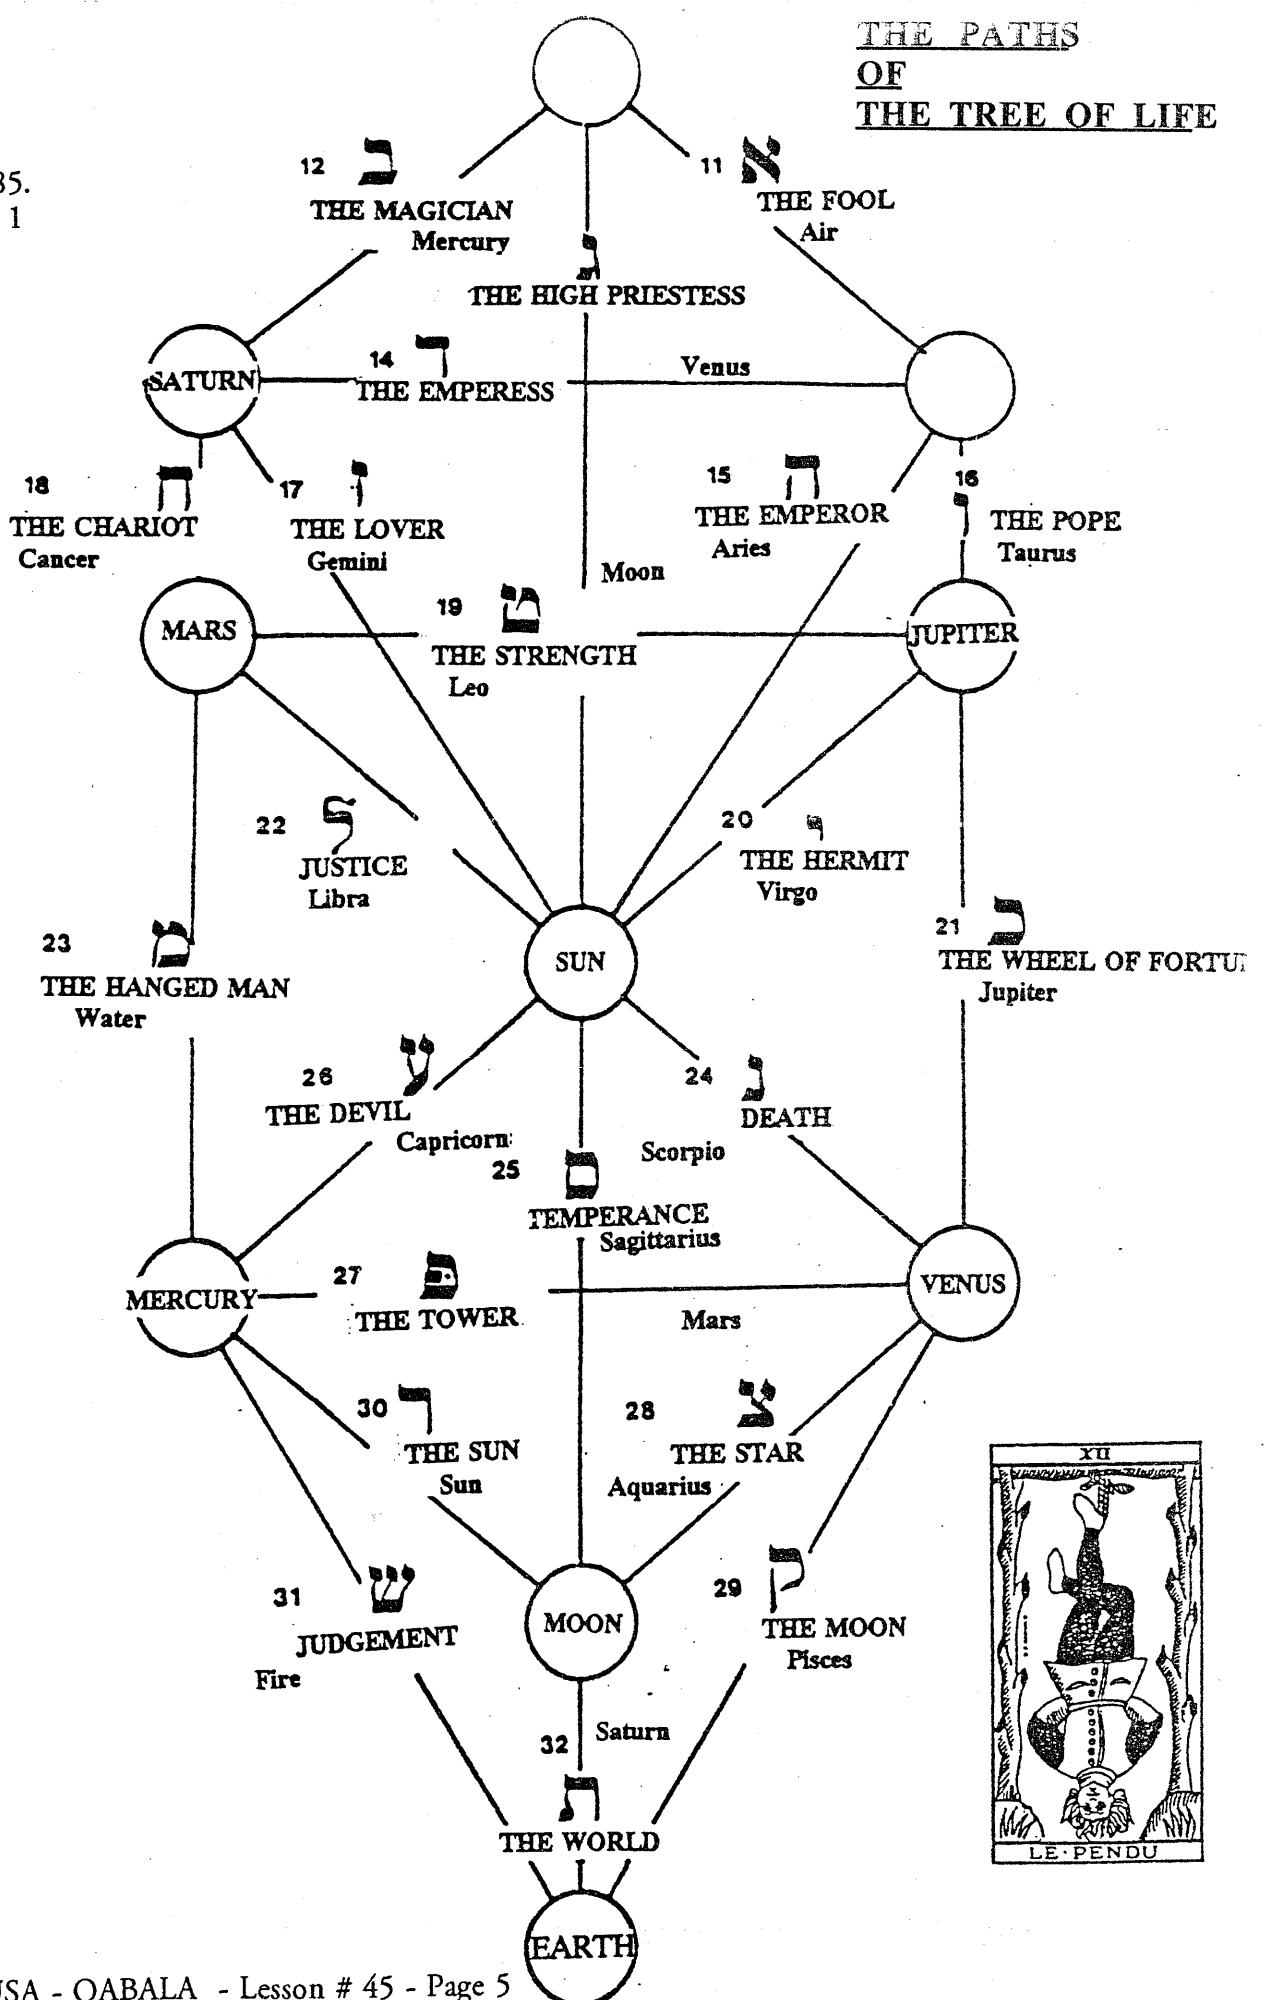 THE PATHS
OF
THE TREE OF LIFE
85.
1
12 ב
THE MAGICIAN
Mercury
11 א
THE FOOL
Air
ג
THE HIGH PRIESTESS
SATURN
14 ד
THE EMPERESS
Venus
18 ח
THE CHARIOT
Cancer
17 ז
THE LOVER
Gemini
15 ה
THE EMPEROR
Aries
16
ו THE POPE
Taurus
Moon
MARS
19 ט
THE STRENGTH
Leo
JUPITER
22 ל
JUSTICE
Libra
20 י
THE HERMIT
Virgo
23 מ
THE HANGED MAN
Water
SUN
21 כ
THE WHEEL OF FORTU
Jupiter
26 ע
THE DEVIL
Capricorn
24 נ
DEATH
Scorpio
25 ס
TEMPERANCE
Sagittarius
MERCURY
27 פ
THE TOWER
Mars
VENUS
30 ר
THE SUN
Sun
28 צ
THE STAR
Aquarius
31 ש
JUDGEMENT
Fire
MOON
29 ק
THE MOON
Pisces
32 Saturn
ת
THE WORLD
EARTH
XII
LE·PENDU
USA - QABALA - Lesson # 45 - Page 5